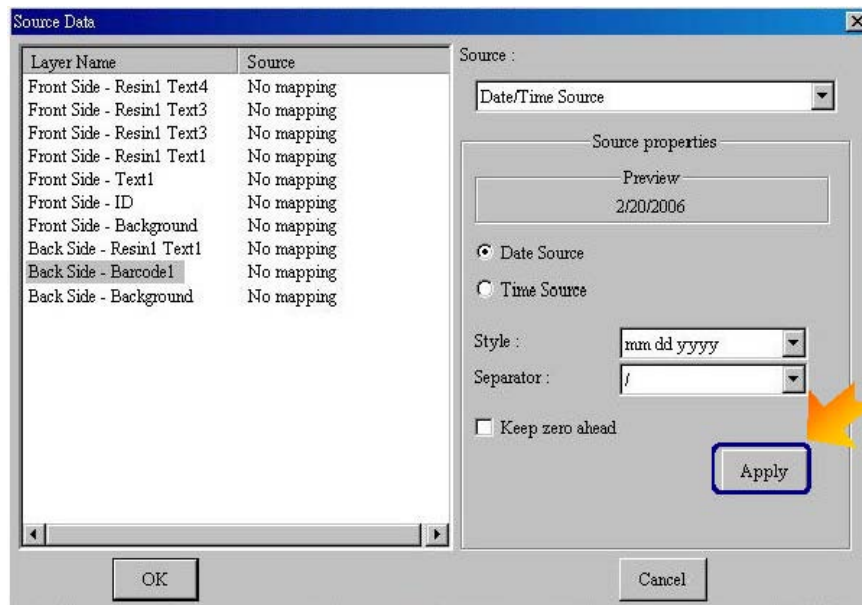 Source Data
Layer Name Source
Front Side - Resin1 Text4 No mapping
Front Side - Resin1 Text3 No mapping
Front Side - Resin1 Text3 No mapping
Front Side - Resin1 Text1 No mapping
Front Side - Text1 No mapping
Front Side - ID No mapping
Front Side - Background No mapping
Back Side - Resin1 Text1 No mapping
Back Side - Barcode1 No mapping
Back Side - Background No mapping
Source :
Date/Time Source
Source properties
Preview
2/20/2006
Date Source
Time Source
Style : mm dd yyyy
Separator : /
Keep zero ahead
Apply
OK Cancel